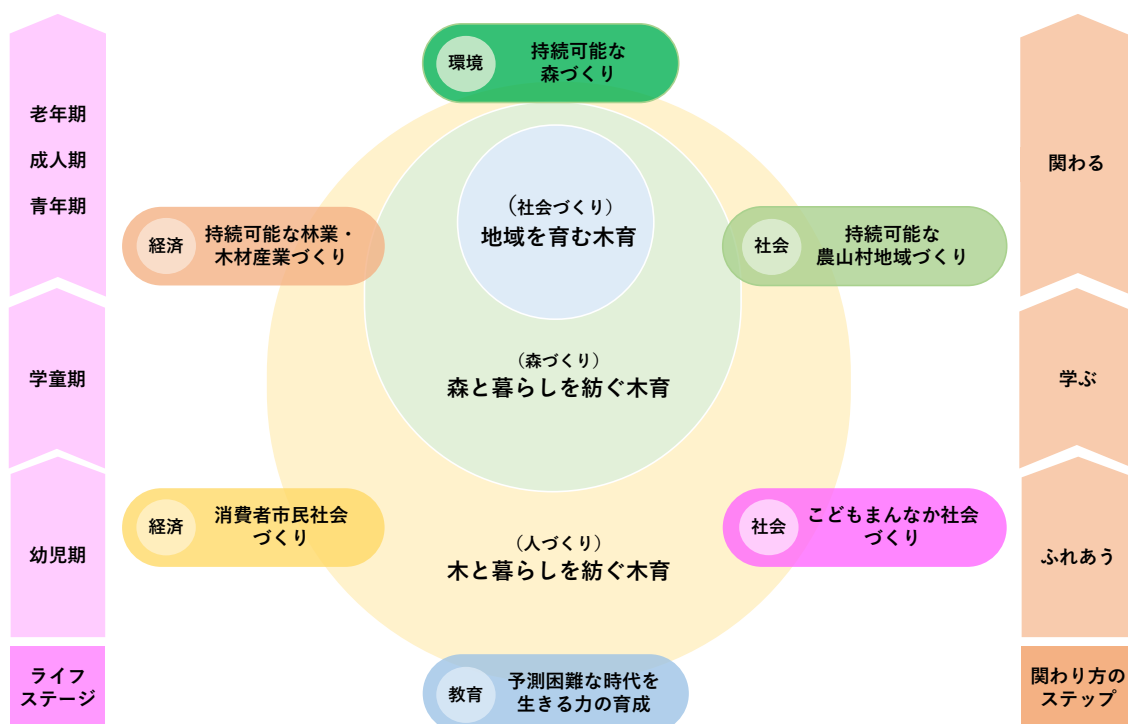 老年期
成人期
青年期
学童期
幼児期
ライフ
ステージ
環境
持続可能な
森づくり
経済
持続可能な林業・
木材産業づくり
社会
持続可能な
農山村地域づくり
(社会づくり)
地域を育む木育
(森づくり)
森と暮らしを紡ぐ木育
経済
消費者市民社会
づくり
社会
こどもまんなか社会
づくり
(人づくり)
木と暮らしを紡ぐ木育
教育
予測困難な時代を
生きる力の育成
関わる
学ぶ
ふれあう
関わり方の
ステップ